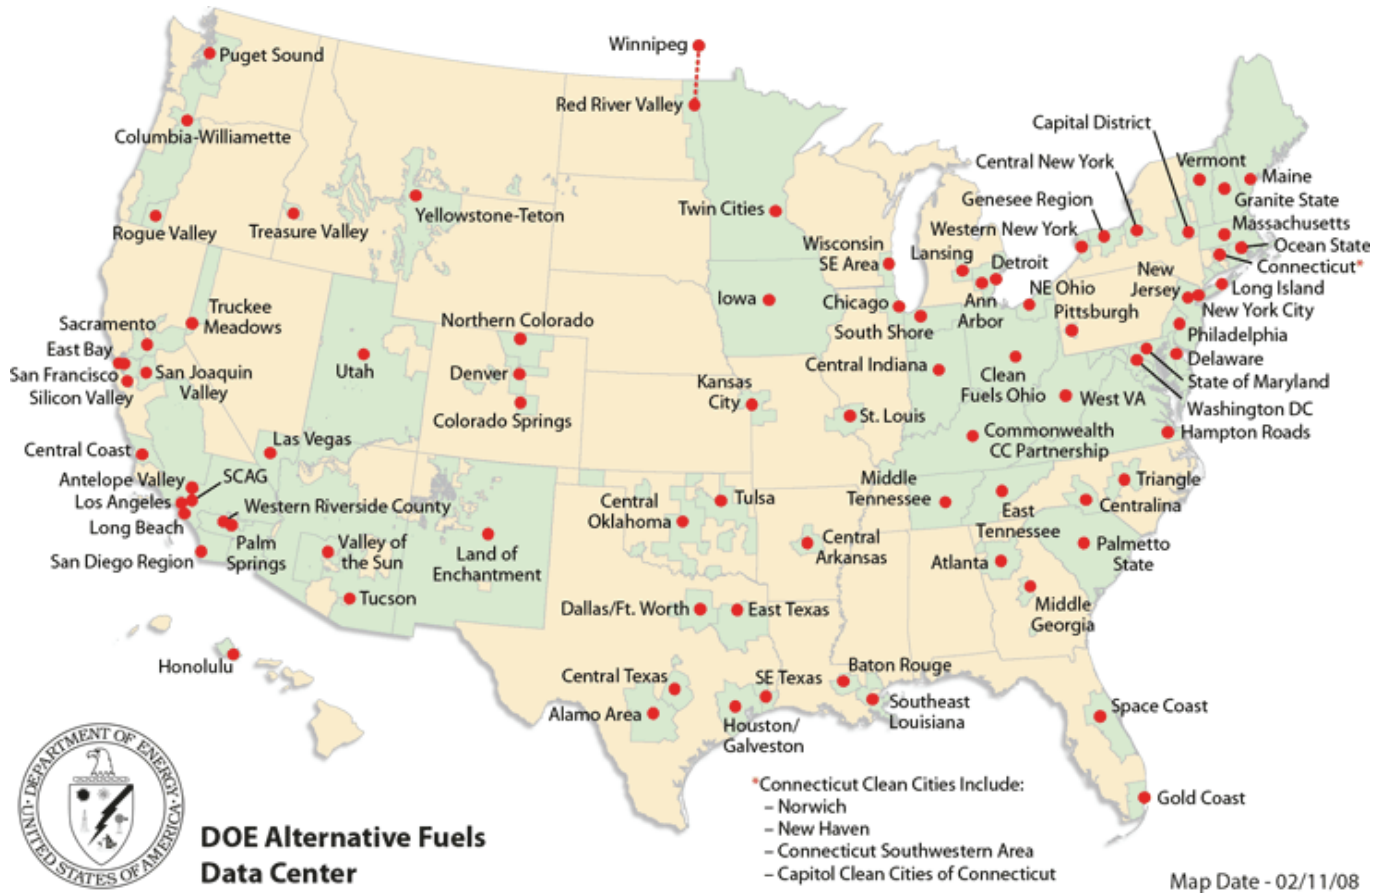 Winnipeg
Puget Sound
Red River Valley
Columbia-Williamette
Capital District
Central New York
Vermont
Maine
Genesee Region
Granite State
Yellowstone-Teton
Twin Cities
Rogue Valley
Treasure Valley
Western New York
Massachusetts
Wisconsin
SE Area
Lansing
Ocean State
Detroit
Connecticut*
New
Jersey
Long Island
Iowa
Chicago
Ann
Arbor
NE Ohio
New York City
Truckee
Meadows
South Shore
Pittsburgh
Sacramento
Northern Colorado
Philadelphia
East Bay
Utah
Denver
Central Indiana
Clean
Fuels Ohio
Delaware
San Francisco
San Joaquin
Valley
State of Maryland
Silicon Valley
Kansas
City
West VA
Washington DC
Colorado Springs
St. Louis
Hampton Roads
Las Vegas
Commonwealth
CC Partnership
Central Coast
SCAG
Antelope Valley
Middle
Tennessee
Triangle
Los Angeles
Western Riverside County
Central
Oklahoma
Tulsa
East
Tennessee
Centralina
Long Beach
Palm
Springs
Valley of
the Sun
Land of
Enchantment
Central
Arkansas
Atlanta
Palmetto
State
San Diego Region
Tucson
Dallas/Ft. Worth
East Texas
Middle
Georgia
Honolulu
Central Texas
SE Texas
Baton Rouge
Alamo Area
Houston/
Galveston
Southeast
Louisiana
Space Coast
Gold Coast
*Connecticut Clean Cities Include:
– Norwich
– New Haven
– Connecticut Southwestern Area
– Capitol Clean Cities of Connecticut
DEPARTMENT OF ENERGY
UNITED STATES OF AMERICA
DOE Alternative Fuels
Data Center
Map Date - 02/11/08